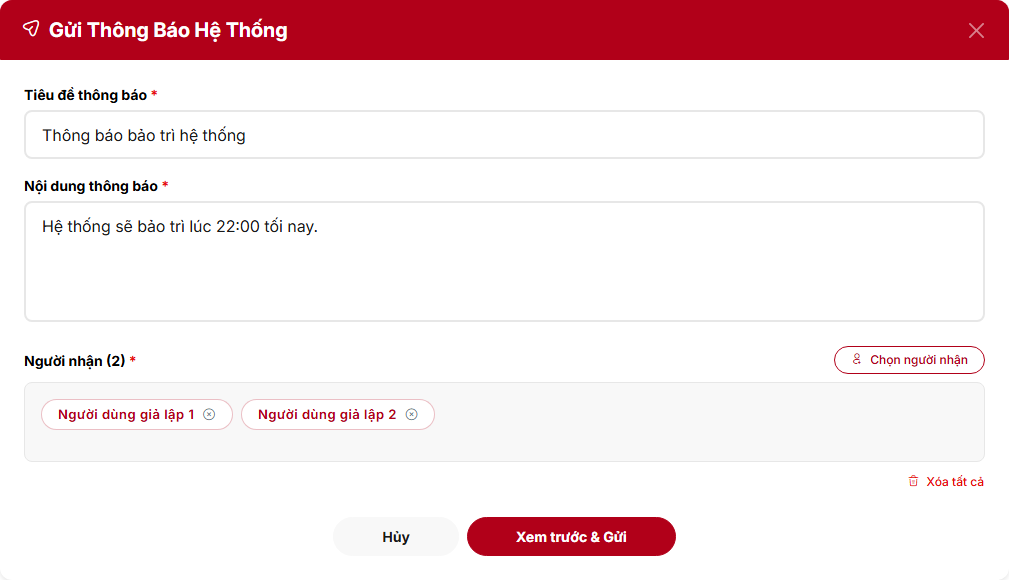 Gửi Thông Báo Hệ Thống
Tiêu đề thông báo *
Thông báo bảo trì hệ thống
Nội dung thông báo *
Hệ thống sẽ bảo trì lúc 22:00 tối nay.
Người nhận (2) *
Chọn người nhận
Người dùng giả lập 1
Người dùng giả lập 2
Xóa tất cả
Hủy
Xem trước & Gửi